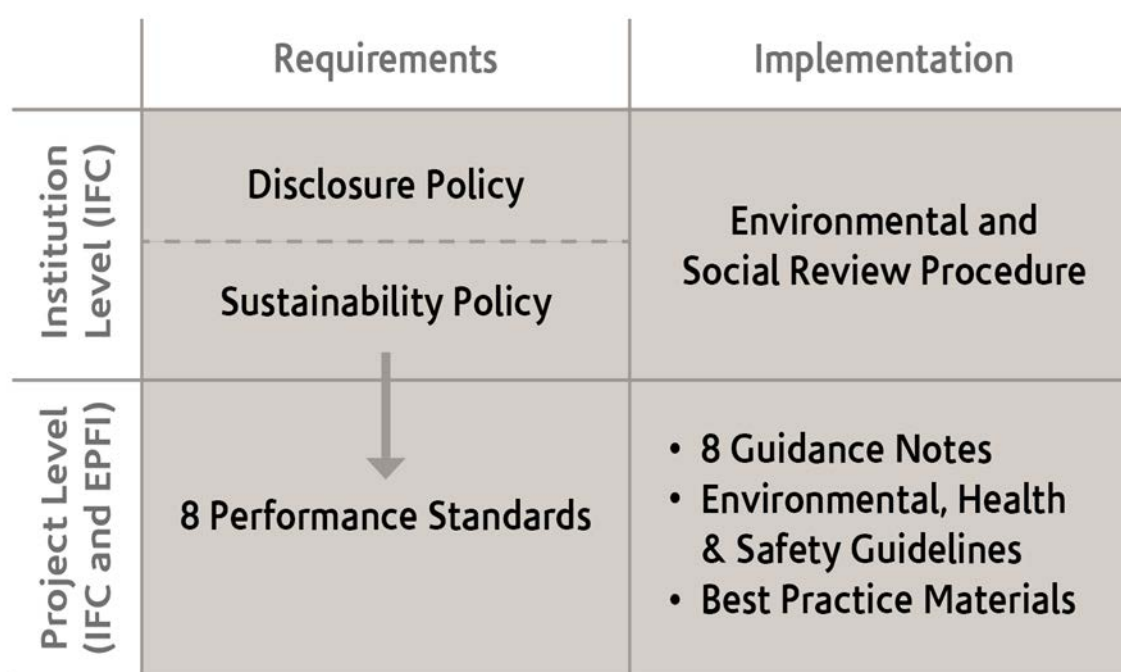 Requirements
Implementation
Institution
Level (IFC)
Disclosure Policy
Sustainability Policy
Environmental and
Social Review Procedure
Project Level
(IFC and EPFI)
8 Performance Standards
• 8 Guidance Notes
• Environmental, Health
& Safety Guidelines
• Best Practice Materials